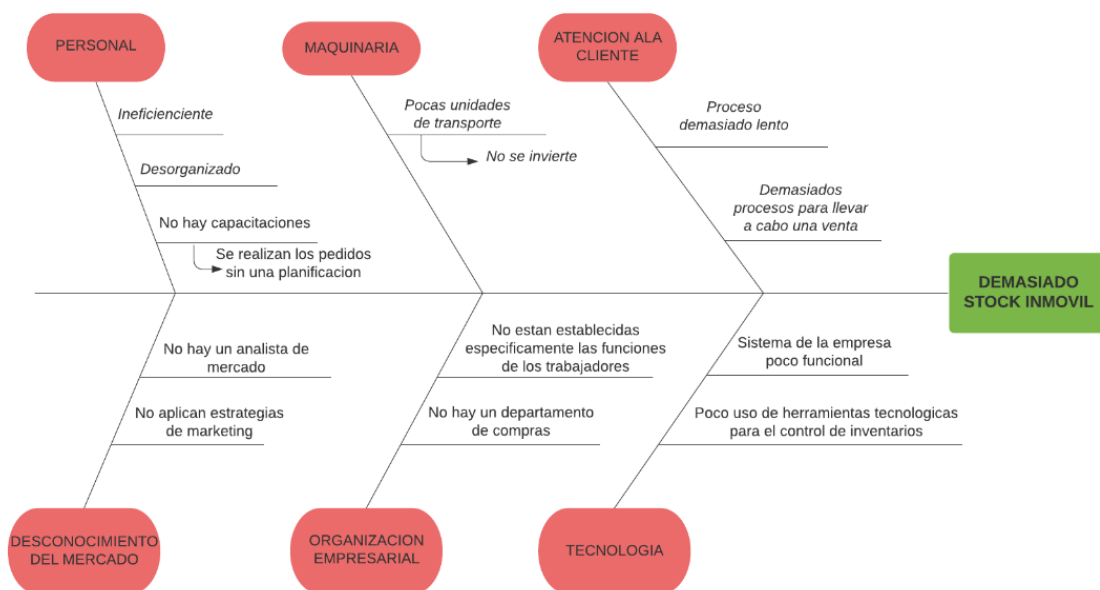 PERSONAL
Ineficienciente
Desorganizado
No hay capacitaciones
Se realizan los pedidos
sin una planificacion
MAQUINARIA
Pocas unidades
de transporte
No se invierte
ATENCION ALA
CLIENTE
Proceso
demasiado lento
Demasiados
procesos para llevar
a cabo una venta
DEMASIADO
STOCK INMOVIL
No hay un analista de
mercado
No aplican estrategias
de marketing
DESCONOCIMIENTO
DEL MERCADO
No estan establecidas
especificamente las funciones
de los trabajadores
No hay un departamento
de compras
ORGANIZACION
EMPRESARIAL
Sistema de la empresa
poco funcional
Poco uso de herramientas tecnologicas
para el control de inventarios
TECNOLOGIA